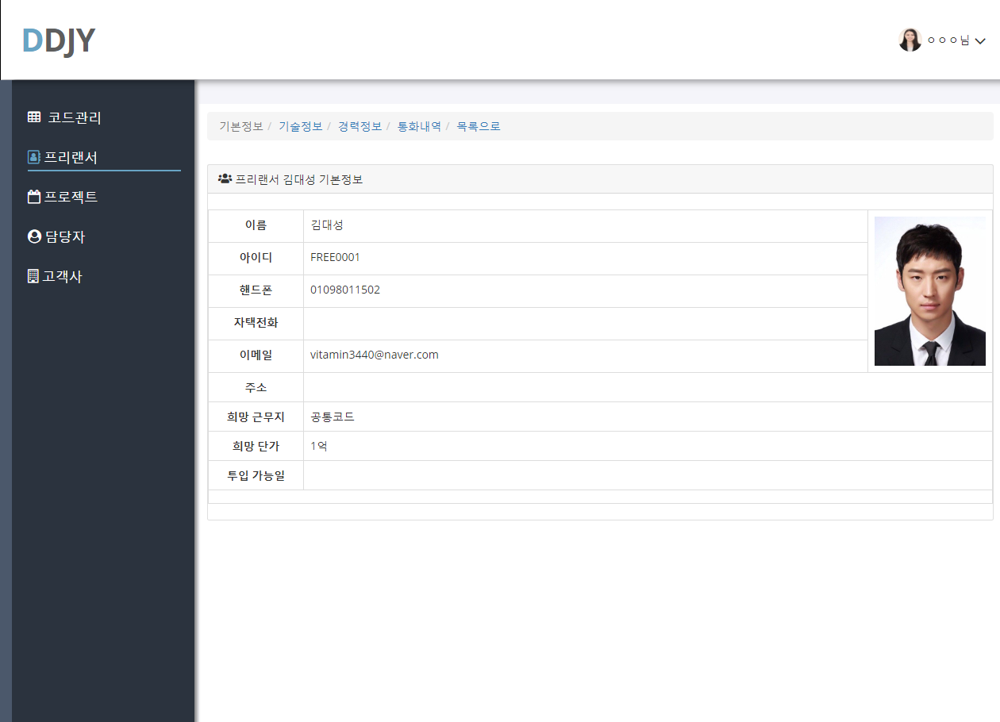 DDJY
ㅇㅇㅇ님
코드관리
프리랜서
프로젝트
담당자
고객사
기본정보 / 기술정보 / 경력정보 / 통화내역 / 목록으로
프리랜서 김대성 기본정보
이름 김대성
아이디 FREE0001
핸드폰 01098011502
자택전화
이메일 vitamin3440@naver.com
주소
희망 근무지 공통코드
희망 단가 1억
투입 가능일